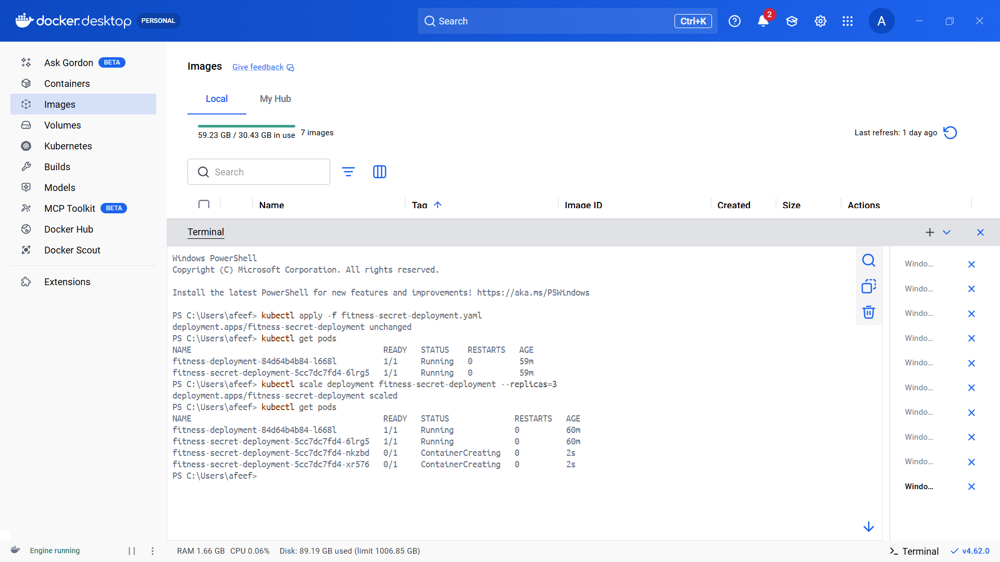 docker.desktop PERSONAL
Search Ctrl+K
2
A
Ask Gordon BETA
Containers
Images
Volumes
Kubernetes
Builds
Models
MCP Toolkit BETA
Docker Hub
Docker Scout
Extensions
Images Give feedback
Local My Hub
59.23 GB / 30.43 GB in use 7 images
Last refresh: 1 day ago
Search
Name Tag Image ID Created Size Actions
Terminal
Windows PowerShell
Copyright (C) Microsoft Corporation. All rights reserved.
Install the latest PowerShell for new features and improvements! https://aka.ms/PSWindows
PS C:\Users\afeef> kubectl apply -f fitness-secret-deployment.yaml
deployment.apps/fitness-secret-deployment unchanged
PS C:\Users\afeef> kubectl get pods
NAME READY STATUS RESTARTS AGE
fitness-deployment-84d64b4b84-l668l 1/1 Running 0 59m
fitness-secret-deployment-5cc7dc7fd4-6lrg5 1/1 Running 0 59m
PS C:\Users\afeef> kubectl scale deployment fitness-secret-deployment --replicas=3
deployment.apps/fitness-secret-deployment scaled
PS C:\Users\afeef> kubectl get pods
NAME READY STATUS RESTARTS AGE
fitness-deployment-84d64b4b84-l668l 1/1 Running 0 60m
fitness-secret-deployment-5cc7dc7fd4-6lrg5 1/1 Running 0 60m
fitness-secret-deployment-5cc7dc7fd4-nkzbd 0/1 ContainerCreating 0 2s
fitness-secret-deployment-5cc7dc7fd4-xr576 0/1 ContainerCreating 0 2s
PS C:\Users\afeef>
Windo...
Windo...
Windo...
Windo...
Windo...
Windo...
Windo...
Windo...
Windo...
Windo...
Engine running
RAM 1.66 GB CPU 0.06% Disk: 89.19 GB used (limit 1006.85 GB)
Terminal v4.62.0